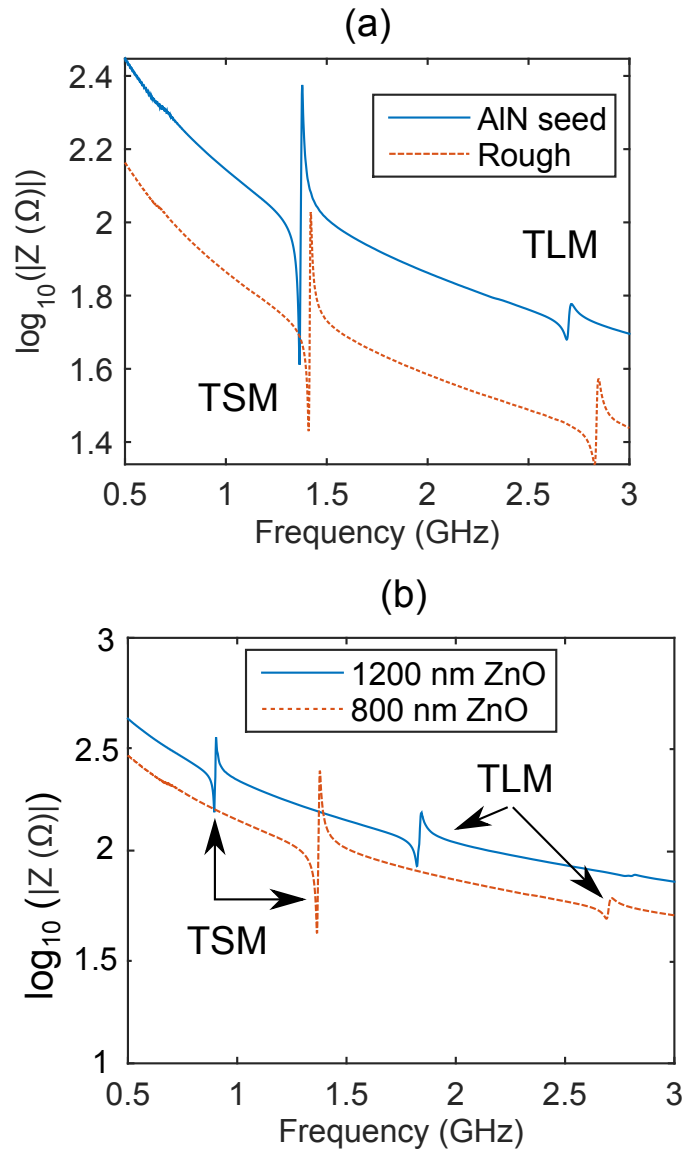 (a)
2.4
2.2
2
1.8
1.6
1.4
log10(|Z (Ω)|)
AlN seed
Rough
TLM
TSM
0.5 1 1.5 2 2.5 3
Frequency (GHz)
(b)
3
2.5
2
1.5
1
log10 (|Z (Ω)|)
1200 nm ZnO
800 nm ZnO
TLM
TSM
0.5 1 1.5 2 2.5 3
Frequency (GHz)